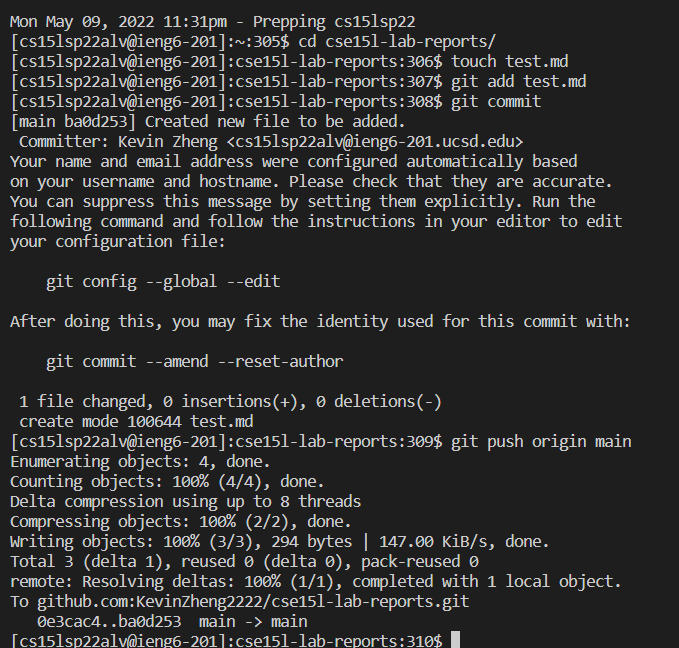 Mon May 09, 2022 11:31pm - Prepping cs15lsp22
[cs15lsp22alv@ieng6-201]:~:305$ cd cse15l-lab-reports/
[cs15lsp22alv@ieng6-201]:cse15l-lab-reports:306$ touch test.md
[cs15lsp22alv@ieng6-201]:cse15l-lab-reports:307$ git add test.md
[cs15lsp22alv@ieng6-201]:cse15l-lab-reports:308$ git commit
[main ba0d253] Created new file to be added.
 Committer: Kevin Zheng <cs15lsp22alv@ieng6-201.ucsd.edu>
Your name and email address were configured automatically based
on your username and hostname. Please check that they are accurate.
You can suppress this message by setting them explicitly. Run the
following command and follow the instructions in your editor to edit
your configuration file:

    git config --global --edit

After doing this, you may fix the identity used for this commit with:

    git commit --amend --reset-author

 1 file changed, 0 insertions(+), 0 deletions(-)
 create mode 100644 test.md
[cs15lsp22alv@ieng6-201]:cse15l-lab-reports:309$ git push origin main
Enumerating objects: 4, done.
Counting objects: 100% (4/4), done.
Delta compression using up to 8 threads
Compressing objects: 100% (2/2), done.
Writing objects: 100% (3/3), 294 bytes | 147.00 KiB/s, done.
Total 3 (delta 1), reused 0 (delta 0), pack-reused 0
remote: Resolving deltas: 100% (1/1), completed with 1 local object.
To github.com:KevinZheng2222/cse15l-lab-reports.git
   0e3cac4..ba0d253  main -> main
[cs15lsp22alv@ieng6-201]:cse15l-lab-reports:310$